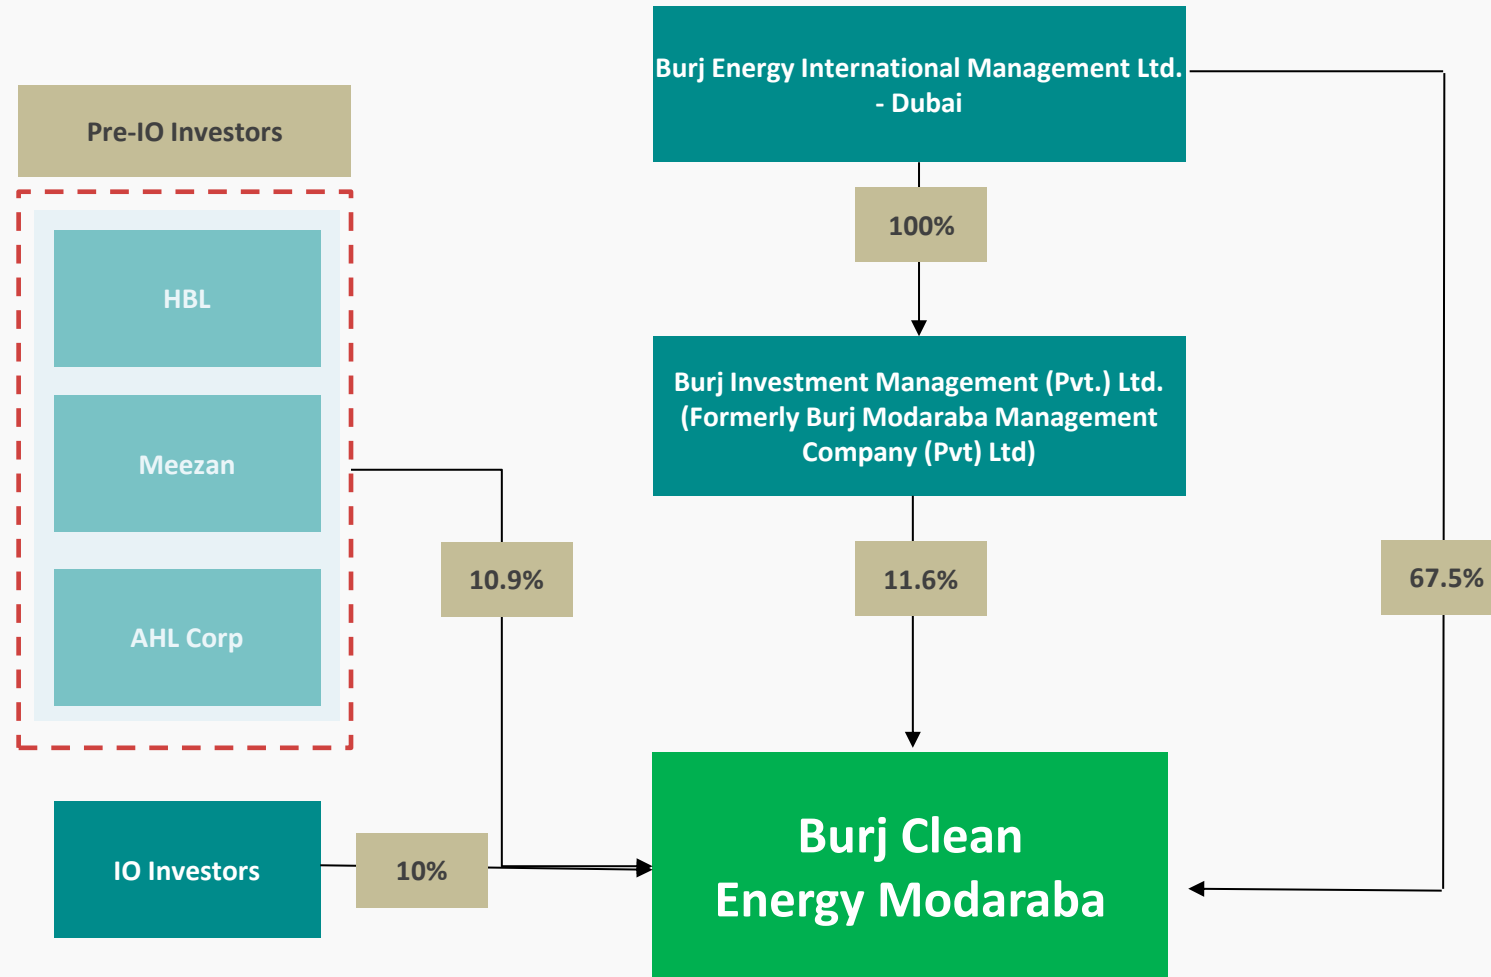 Burj Energy International Management Ltd.
- Dubai
Pre-IO Investors
100%
HBL
Burj Investment Management (Pvt.) Ltd.
(Formerly Burj Modaraba Management
Company (Pvt) Ltd)
Meezan
10.9%
11.6%
67.5%
AHL Corp
IO Investors
10%
Burj Clean
Energy Modaraba